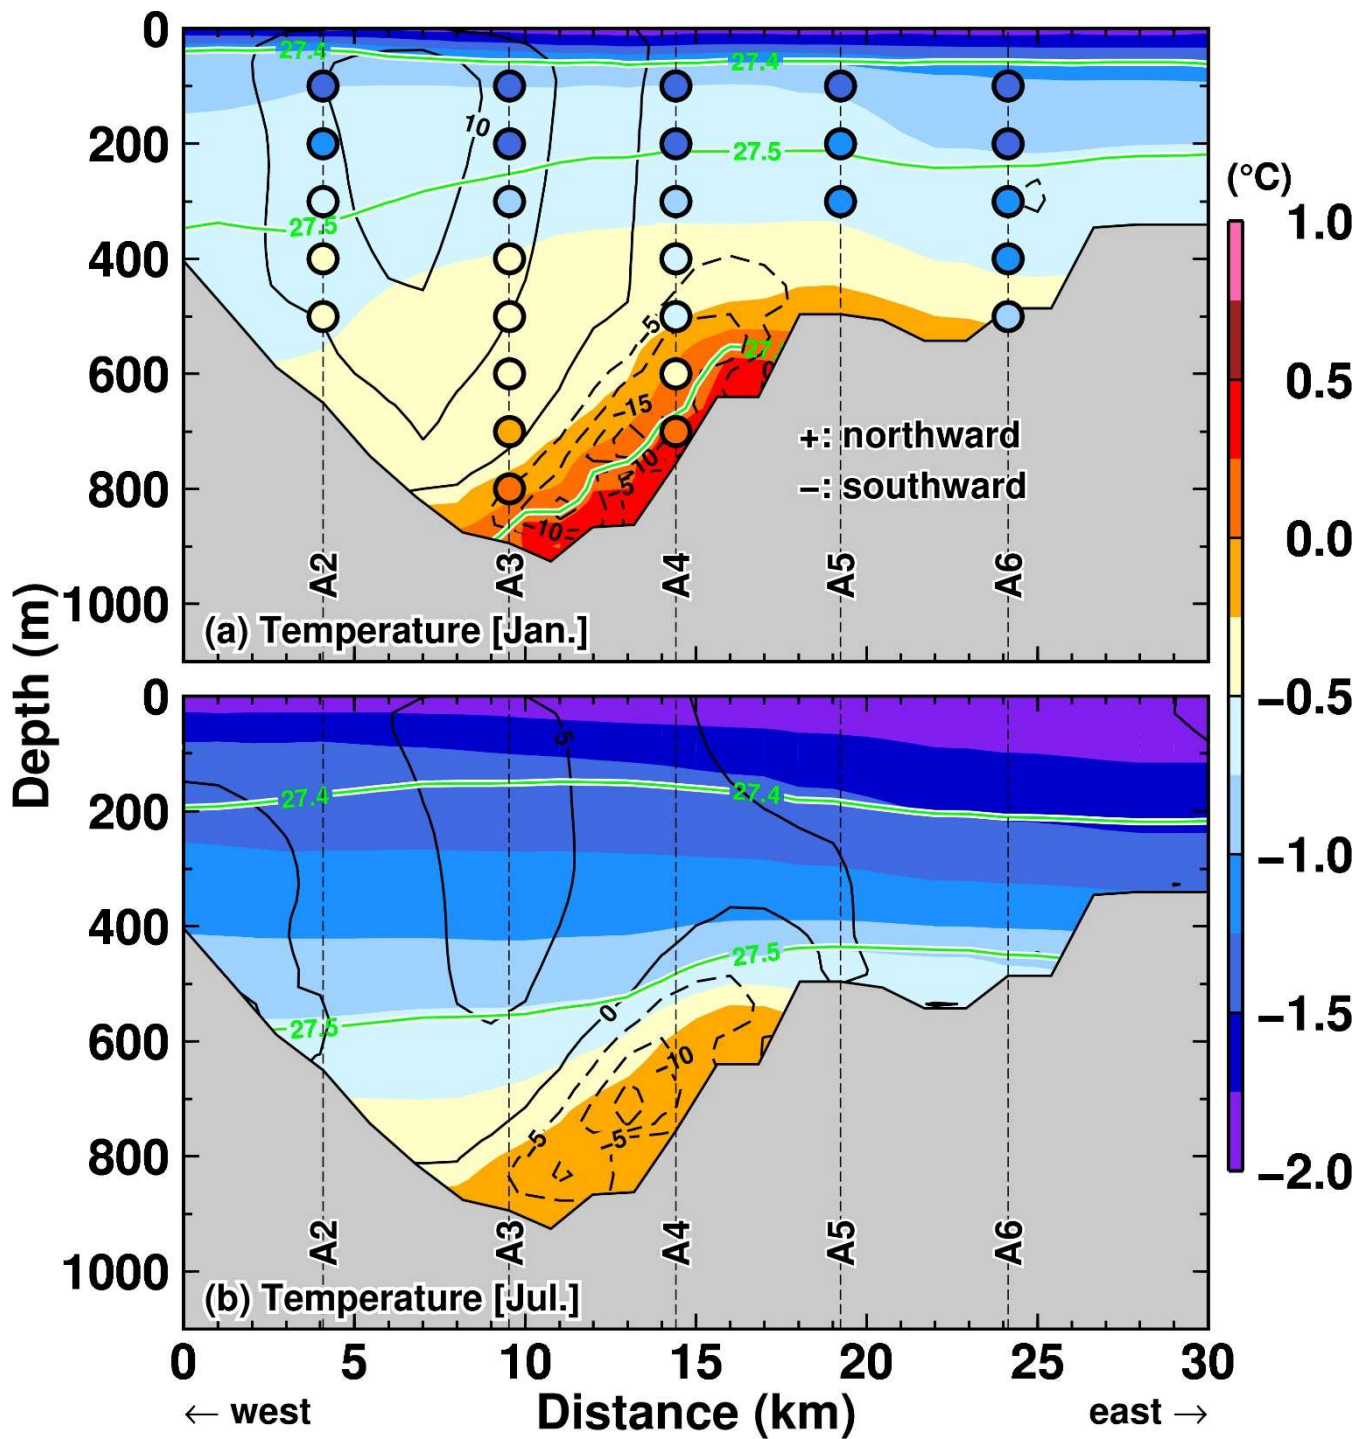 0
200
400
600
800
1000
27.4
27.4
10
27.5
27.5
5
27.
0
−15
−10
−5
−10
+: northward
−: southward
A2
A3
A4
A5
A6
(a) Temperature [Jan.]
Depth (m)
(°C)
1.0
0.5
0.0
−0.5
−1.0
−1.5
−2.0
0
200
400
600
800
1000
5
27.4
27.4
27.5
27.5
0
−10
5
−5
A2
A3
A4
A5
A6
(b) Temperature [Jul.]
0 5 10 15 20 25 30
← west Distance (km) east →